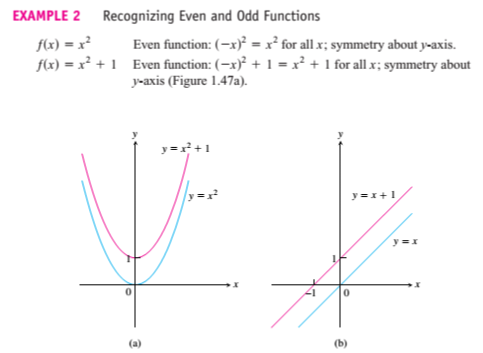 EXAMPLE 2 Recognizing Even and Odd Functions
f(x) = x² Even function: (−x)² = x² for all x; symmetry about y-axis.
f(x) = x² + 1 Even function: (−x)² + 1 = x² + 1 for all x; symmetry about
y-axis (Figure 1.47a).
y
y = x² + 1
y = x²
1
0
x
(a)
y
y = x + 1
y = x
1
−1
0
x
(b)